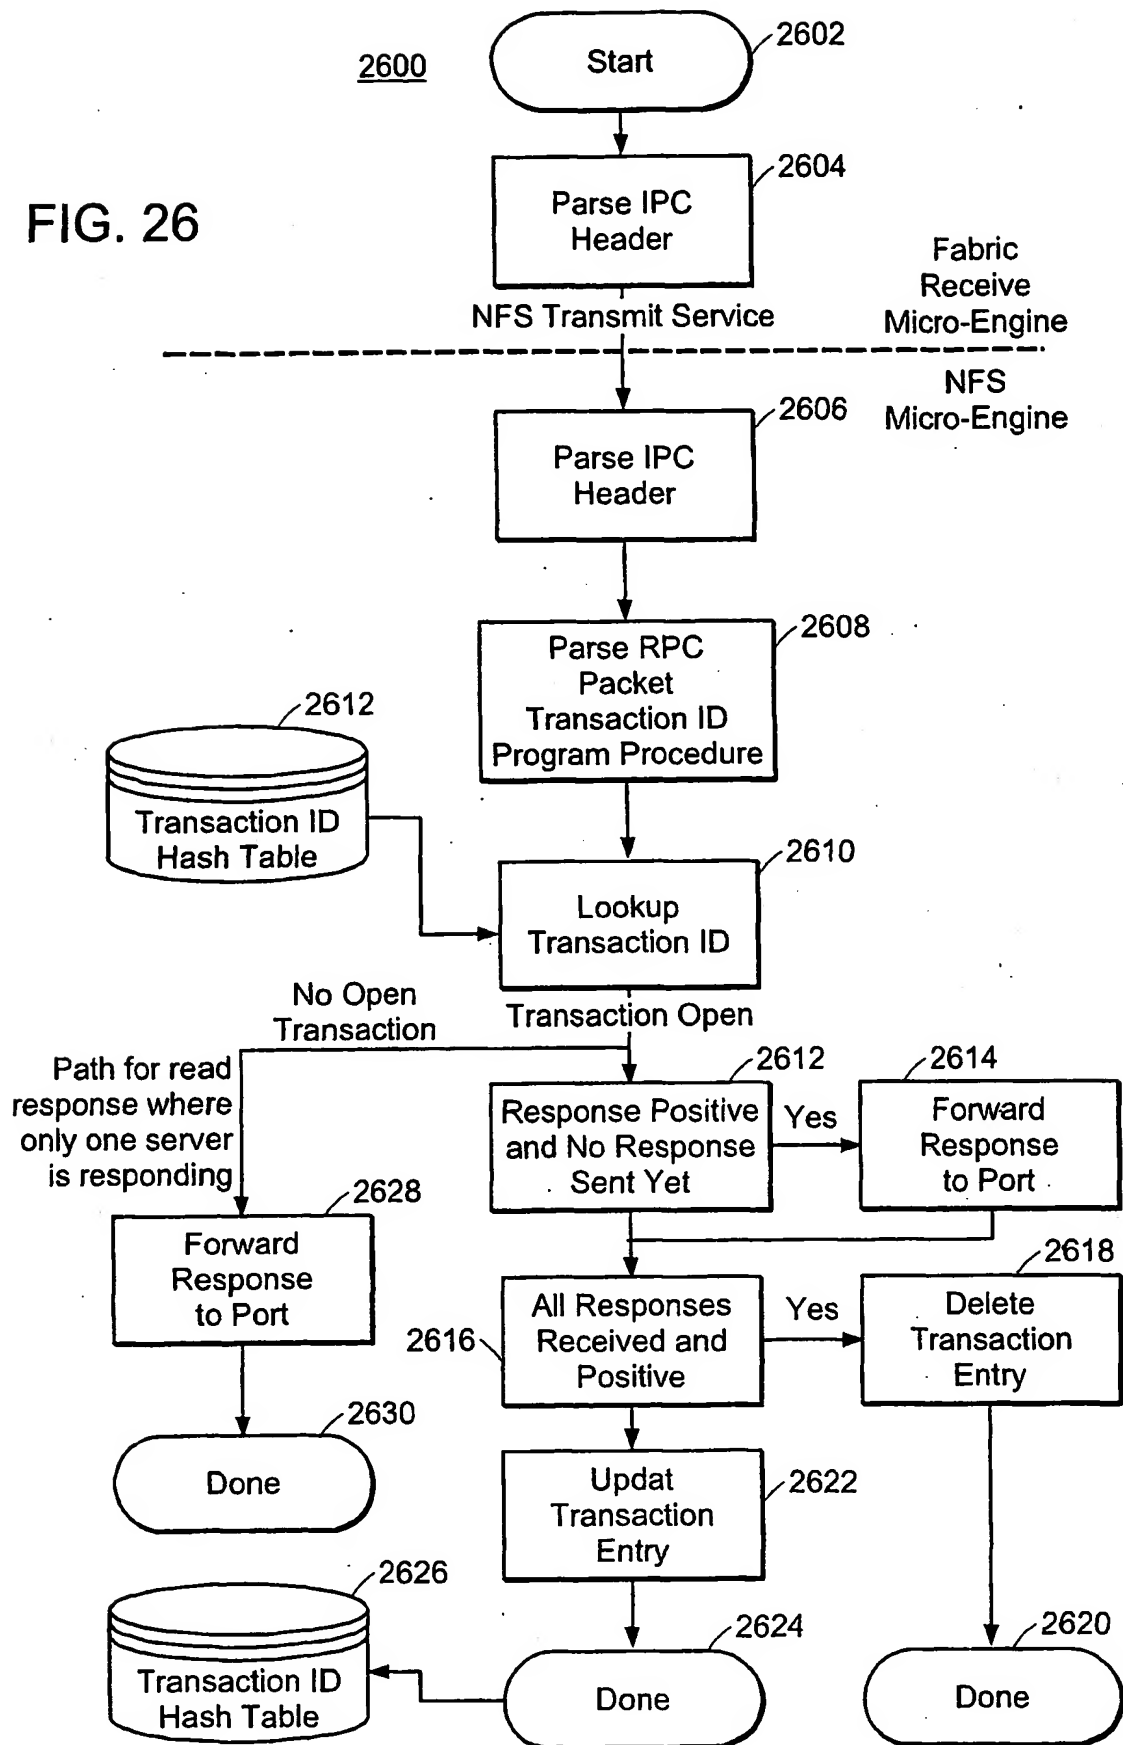 2600
Start
2602
FIG. 26
Parse IPC
Header
2604
NFS Transmit Service
Fabric
Receive
Micro-Engine
NFS
Micro-Engine
Parse IPC
Header
2606
Parse RPC
Packet
Transaction ID
Program Procedure
2608
2612
Transaction ID
Hash Table
Lookup
Transaction ID
2610
No Open
Transaction
Transaction Open
Path for read
response where
only one server
is responding
Response Positive
and No Response
Sent Yet
2612
Yes
Forward
Response
to Port
2614
Forward
Response
to Port
2628
All Responses
Received and
Positive
2616
Yes
Delete
Transaction
Entry
2618
Done
2630
Updat
Transaction
Entry
2622
2626
Transaction ID
Hash Table
Done
2624
Done
2620